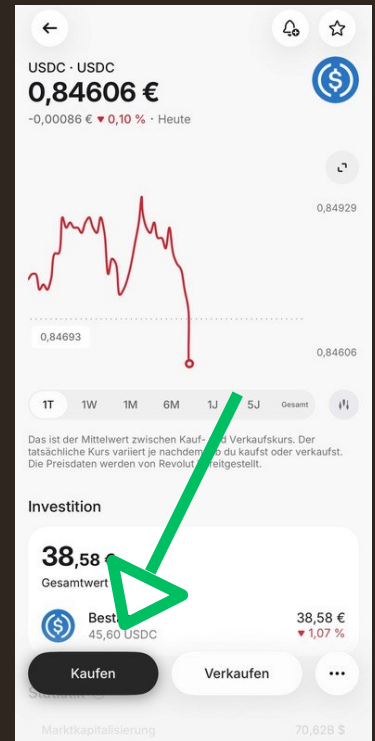 USDC · USDC
0,84606 €
-0,00086 € ▾ 0,10 % · Heute
0,84929
0,84693
0,84606
1T 1W 1M 6M 1J 5J Gesamt
Das ist der Mittelwert zwischen Kauf- und Verkaufskurs. Der
tatsächliche Kurs variiert je nachdem, ob du kaufst oder verkaufst.
Die Preisdaten werden von Revolut bereitgestellt.
Investition
38,58 €
Gesamtwert
38,58 €
45,60 USDC
▾ 1,07 %
Kaufen
Verkaufen
Marktkapitalisierung
70,62B $